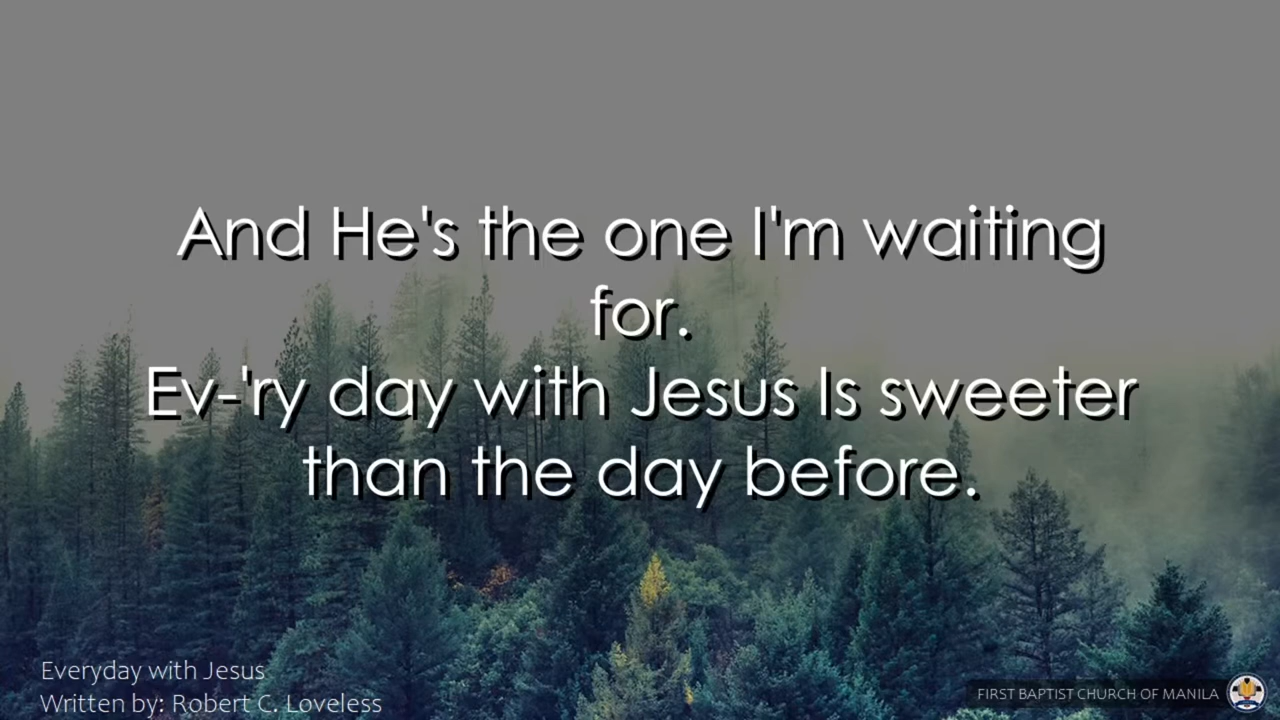 And He's the one I'm waiting
for.
Ev-'ry day with Jesus Is sweeter
than the day before.
Everyday with Jesus
Written by: Robert C. Loveless
FIRST BAPTIST CHURCH OF MANILA